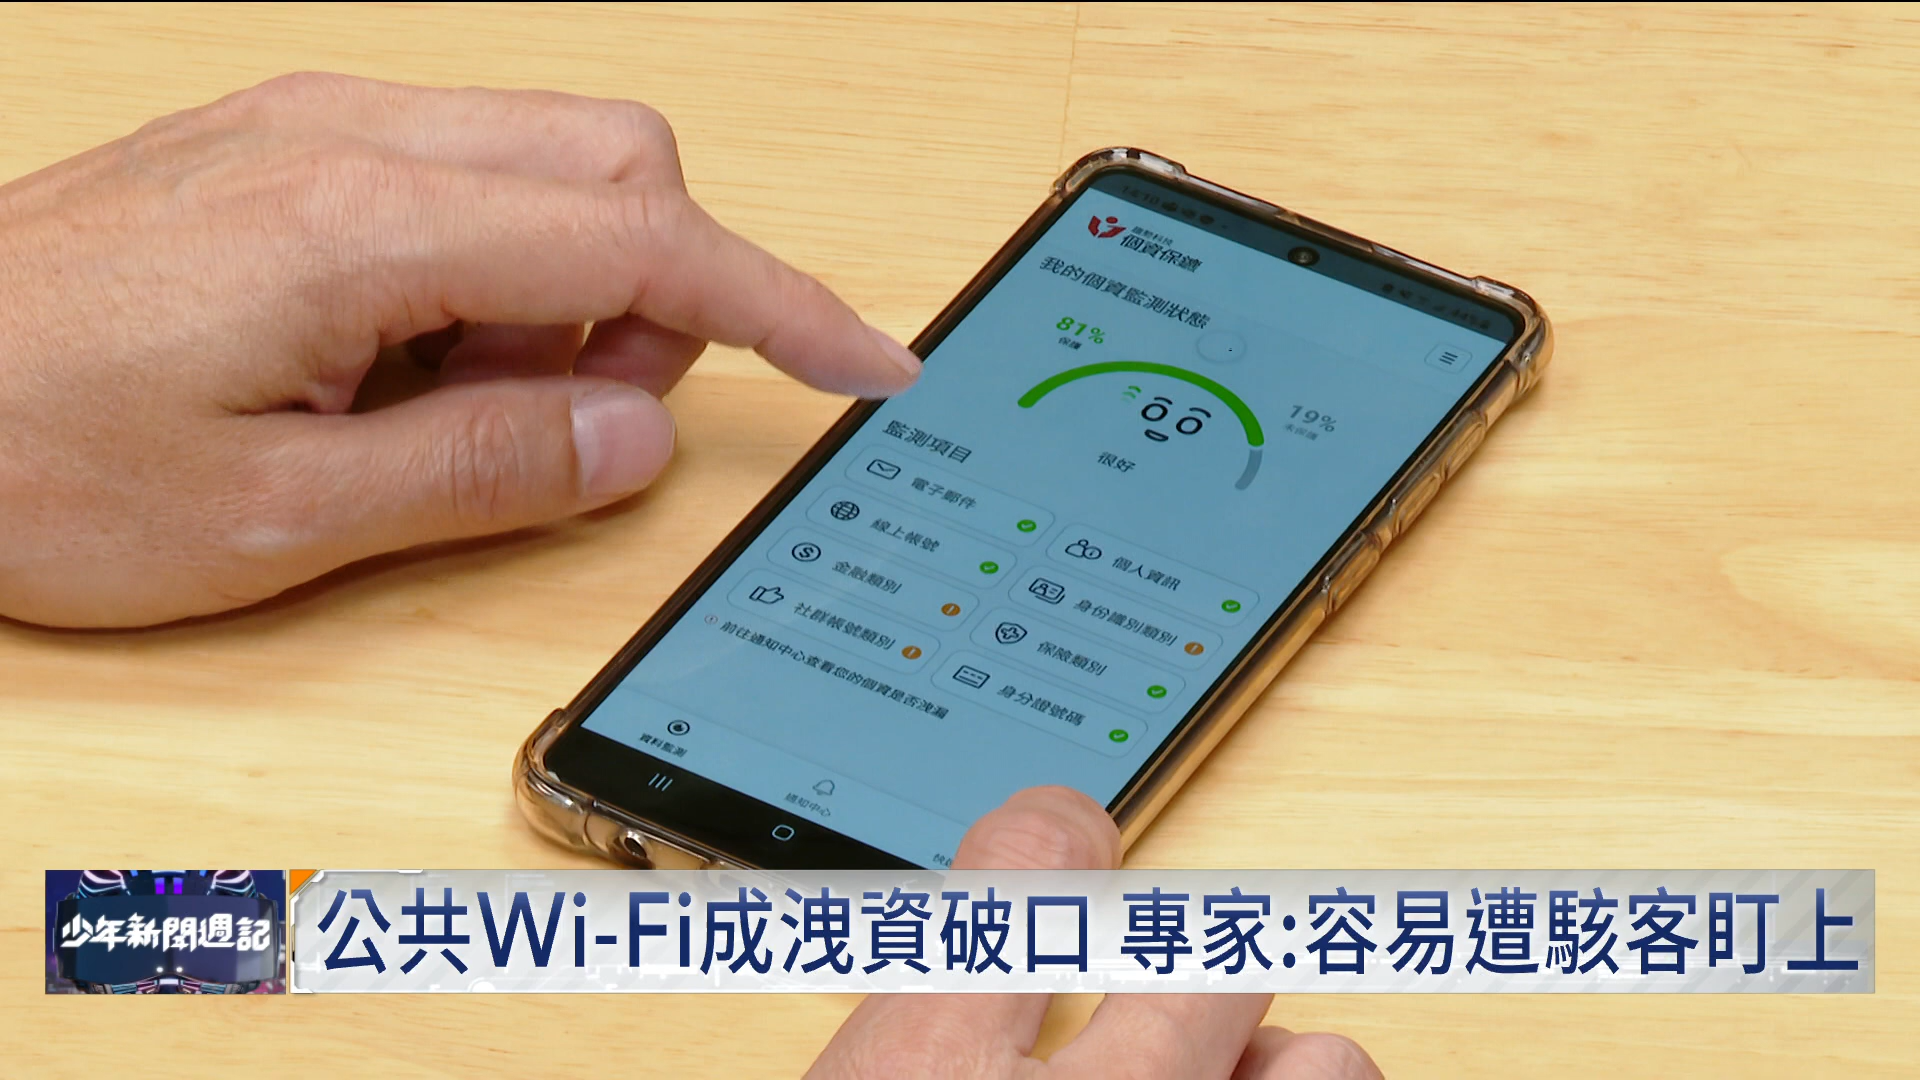 個資保鑣
我的個資監測狀態
81%
保護
19%
未保護
很好
監測項目
電子郵件
個人資訊
線上帳號
身份識別類別
金融類別
保險類別
社群帳號類別
身分證號碼
前往通知中心查看您的個資是否洩漏
資料監測
通知中心
少年新聞週記
公共Wi-Fi成洩資破口 專家:容易遭駭客盯上